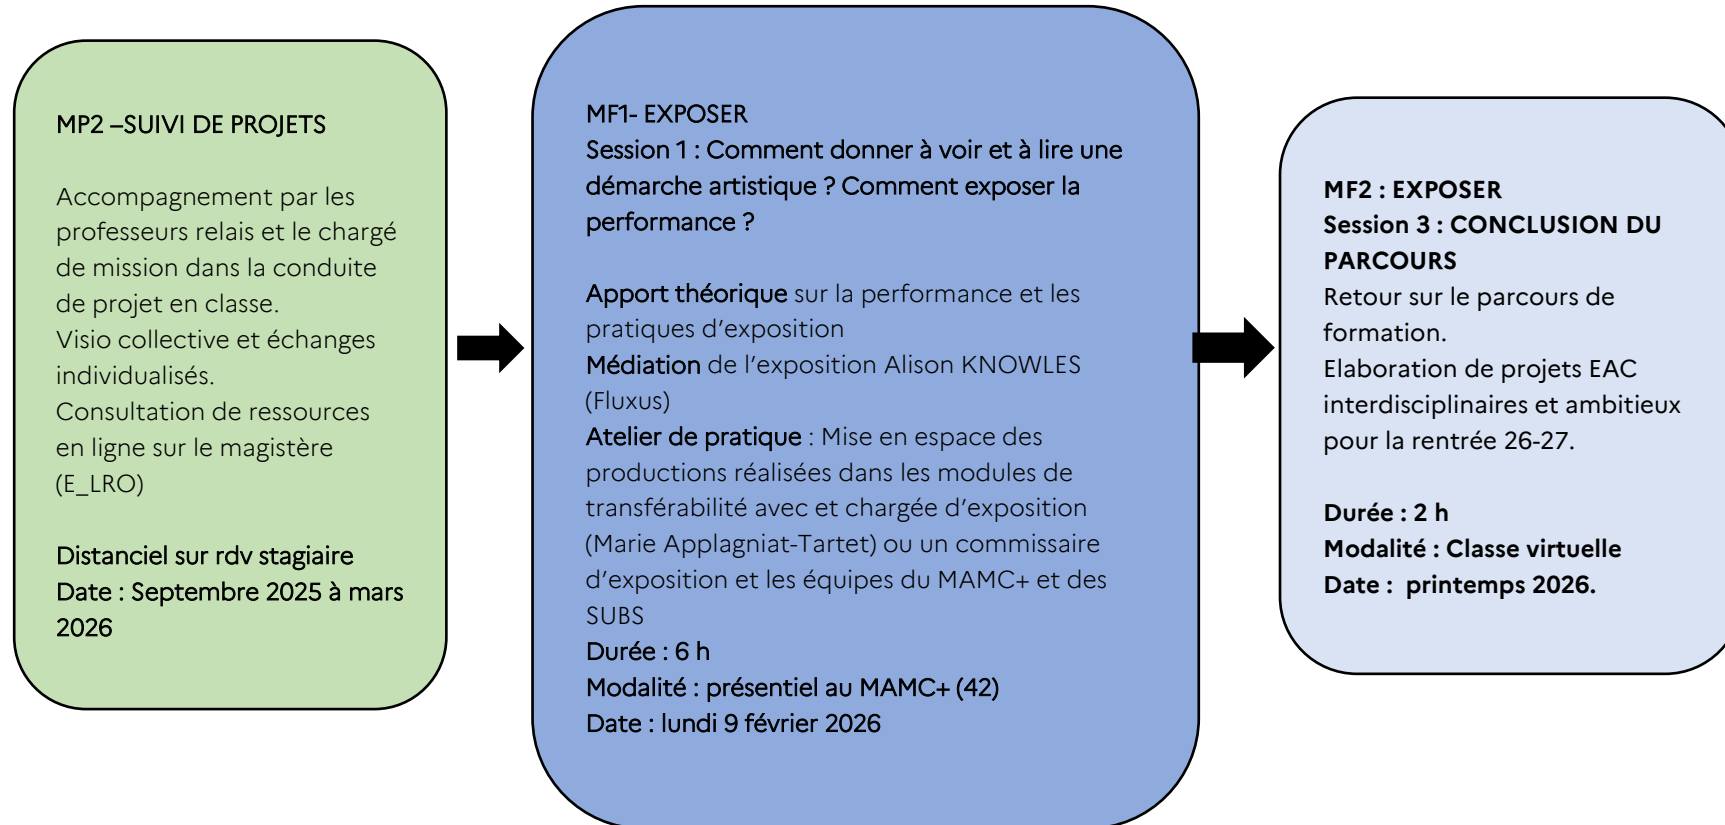 MP2 –SUIVI DE PROJETS
Accompagnement par les
professeurs relais et le chargé
de mission dans la conduite
de projet en classe.
Visio collective et échanges
individualisés.
Consultation de ressources
en ligne sur le magistère
(E_LRO)
Distanciel sur rdv stagiaire
Date : Septembre 2025 à mars
2026
MF1- EXPOSER
Session 1 : Comment donner à voir et à lire une
démarche artistique ? Comment exposer la
performance ?
Apport théorique sur la performance et les
pratiques d’exposition
Médiation de l’exposition Alison KNOWLES
(Fluxus)
Atelier de pratique : Mise en espace des
productions réalisées dans les modules de
transférabilité avec et chargée d’exposition
(Marie Applagniat-Tartet) ou un commissaire
d’exposition et les équipes du MAMC+ et des
SUBS
Durée : 6 h
Modalité : présentiel au MAMC+ (42)
Date : lundi 9 février 2026
MF2 : EXPOSER
Session 3 : CONCLUSION DU
PARCOURS
Retour sur le parcours de
formation.
Elaboration de projets EAC
interdisciplinaires et ambitieux
pour la rentrée 26-27.
Durée : 2 h
Modalité : Classe virtuelle
Date :  printemps 2026.